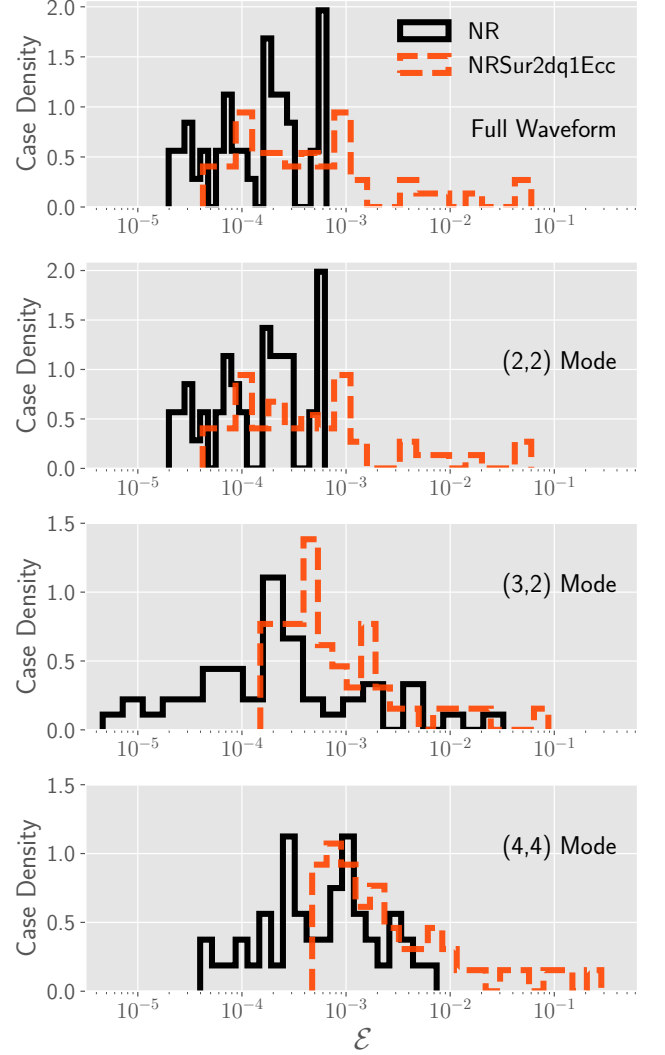 2.0
1.5
1.0
0.5
0.0
Case Density
NR
NRSur2dq1Ecc
Full Waveform
10⁻⁵ 10⁻⁴ 10⁻³ 10⁻² 10⁻¹
2.0
1.5
1.0
0.5
0.0
Case Density
(2,2) Mode
10⁻⁵ 10⁻⁴ 10⁻³ 10⁻² 10⁻¹
1.5
1.0
0.5
0.0
Case Density
(3,2) Mode
10⁻⁵ 10⁻⁴ 10⁻³ 10⁻² 10⁻¹
1.5
1.0
0.5
0.0
Case Density
(4,4) Mode
10⁻⁵ 10⁻⁴ 10⁻³ 10⁻² 10⁻¹
ℰ